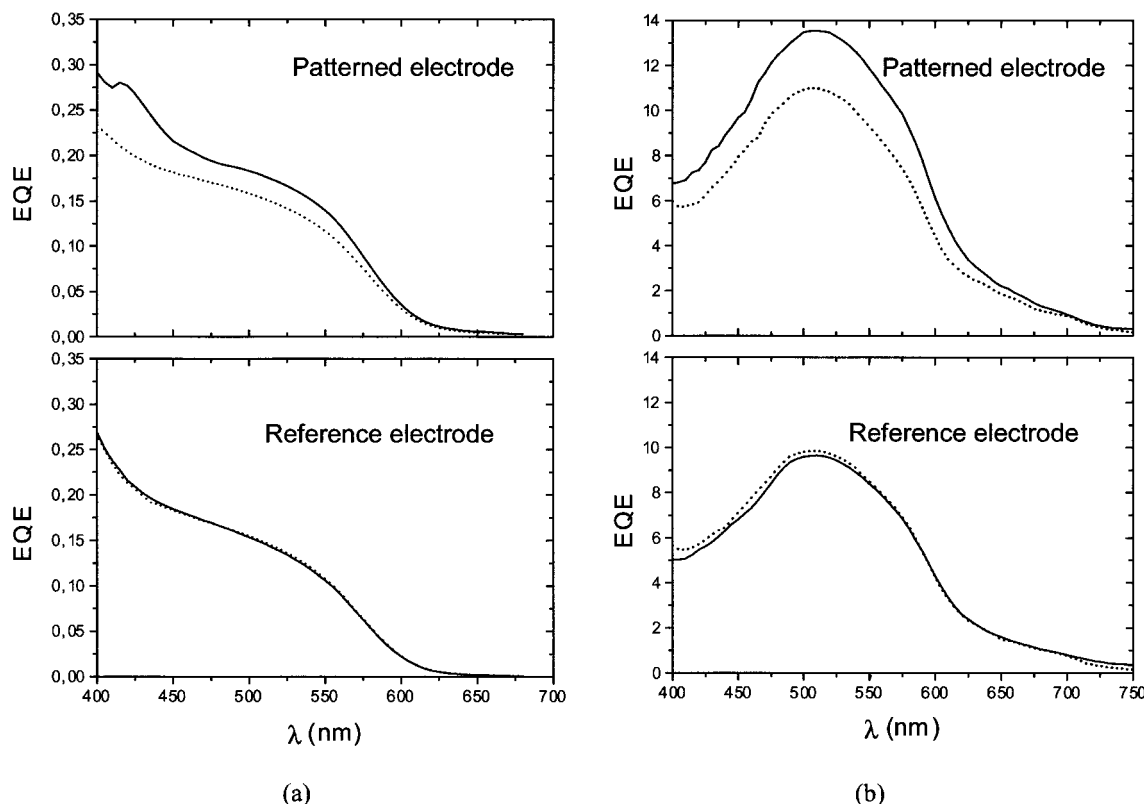 0,35
0,30
0,25
0,20
0,15
0,10
0,05
0,00
EQE
Patterned electrode
0,35
0,30
0,25
0,20
0,15
0,10
0,05
0,00
EQE
Reference electrode
400 450 500 550 600 650 700
λ (nm)
(a)
14
12
10
8
6
4
2
0
EQE
Patterned electrode
14
12
10
8
6
4
2
0
EQE
Reference electrode
400 450 500 550 600 650 700 750
λ (nm)
(b)